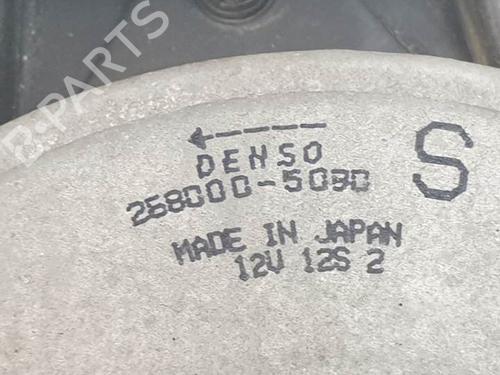 DENSO
268000-5090
S
MADE IN JAPAN
12V 12S 2
B-PARTS